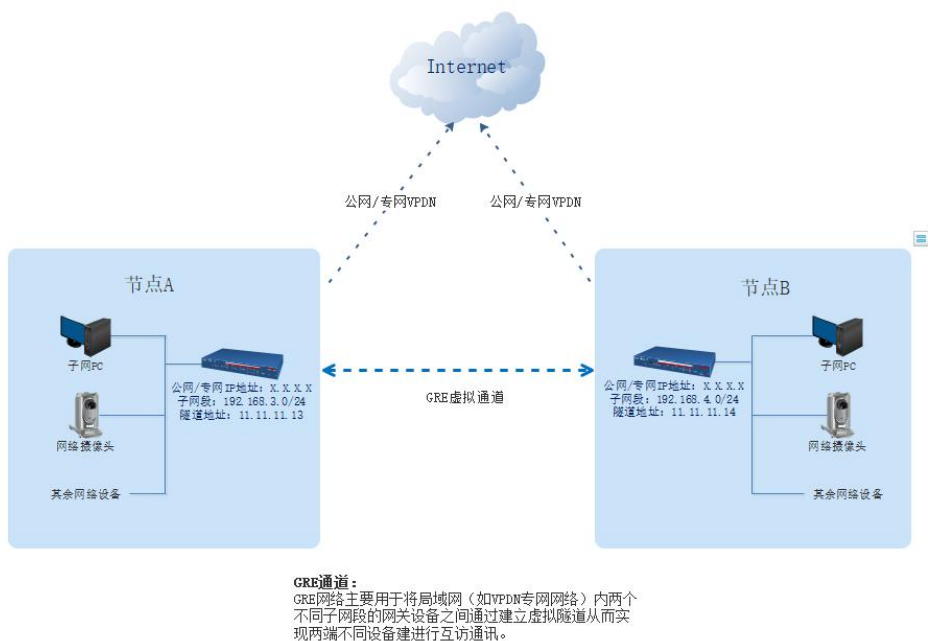 Internet
公网/专网VPDN
公网/专网VPDN
节点A
子网PC
公网/专网IP地址: X.X.X.X
子网段: 192.168.3.0/24
隧道地址: 11.11.11.13
网络摄像头
其余网络设备
GRE虚拟通道
节点B
子网PC
公网/专网IP地址: X.X.X.X
子网段: 192.168.4.0/24
隧道地址: 11.11.11.14
网络摄像头
其余网络设备
GRE通道:
GRE网络主要用于将局域网（如VPDN专网网络）内两个
不同子网段的网关设备之间通过建立虚拟隧道从而实
现两端不同设备建进行互访通讯。